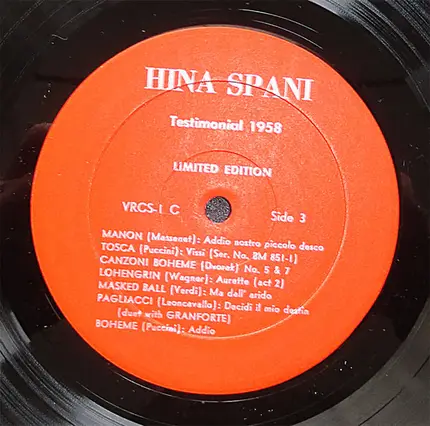 HINA SPANI
Testimonial 1958
LIMITED EDITION
VRCS-1 C Side 3
MANON (Massenet): Addio nostro piccolo desco
TOSCA (Puccini): Vissi (Ser. No. BM 851-I)
CANZONI BOHEME (Dvorak) No. 5 & 7
LOHENGRIN (Wagner): Aurette (act 2)
MASKED BALL (Verdi): Ma dall' arido
PAGLIACCI (Leoncavallo): Decidi il mio destin
(duet with GRANFORTE)
BOHEME (Puccini): Addio